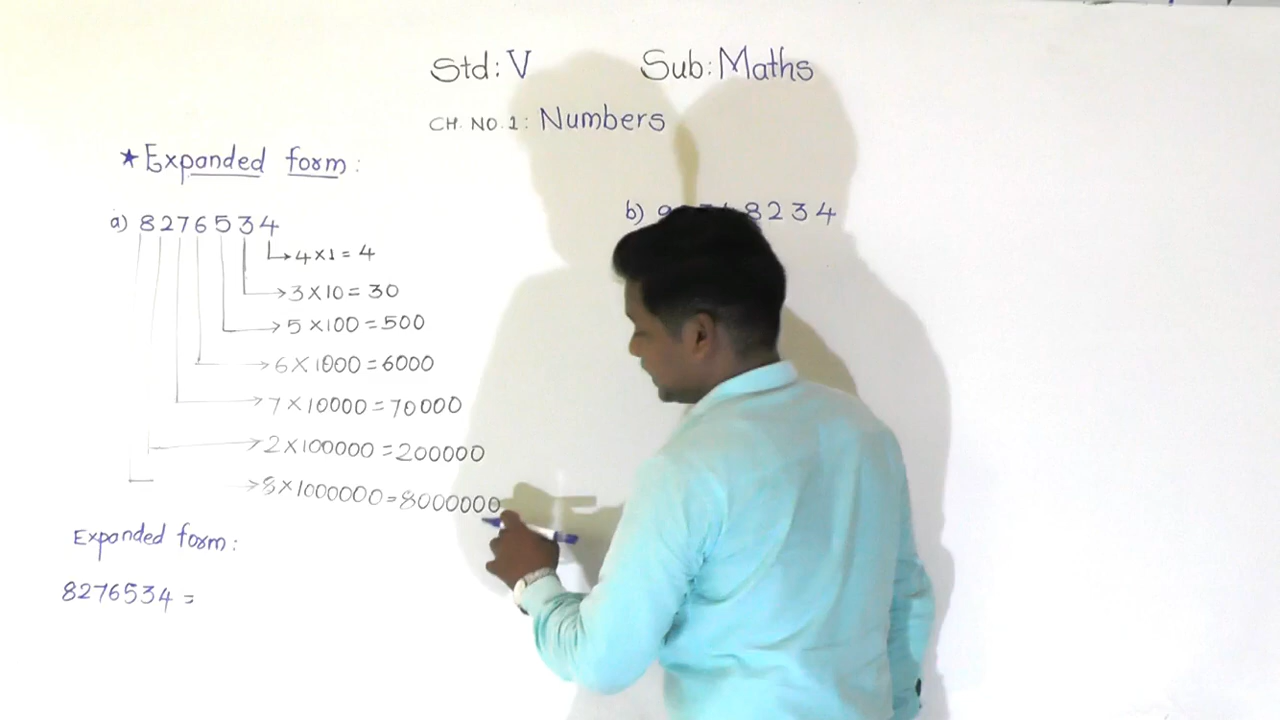 Std: V Sub: Maths
CH. NO. 1: Numbers
★ Expanded form:
a) 8276534
4×1 = 4
3×10 = 30
5×100 = 500
6×1000 = 6000
7×10000 = 70000
2×100000 = 200000
8×1000000 = 8000000
Expanded form:
8276534 =
b) 8234